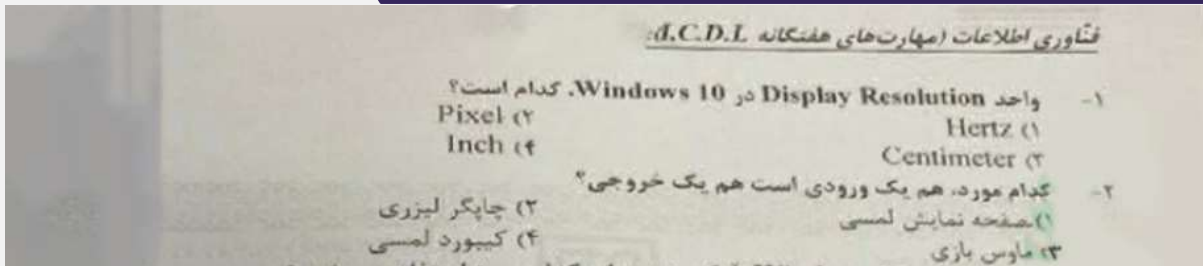 فنّاوری اطلاعات (مهارت‌های هفتگانه I.C.D.L):
۱- واحد Display Resolution در Windows 10، کدام است؟
۱) Hertz ۲) Pixel
۳) Centimeter ۴) Inch
۲- کدام مورد، هم یک ورودی است هم یک خروجی؟
۱) صفحه نمایش لمسی ۲) چاپگر لیزری
۳) ماوس بازی ۴) کیبورد لمسی